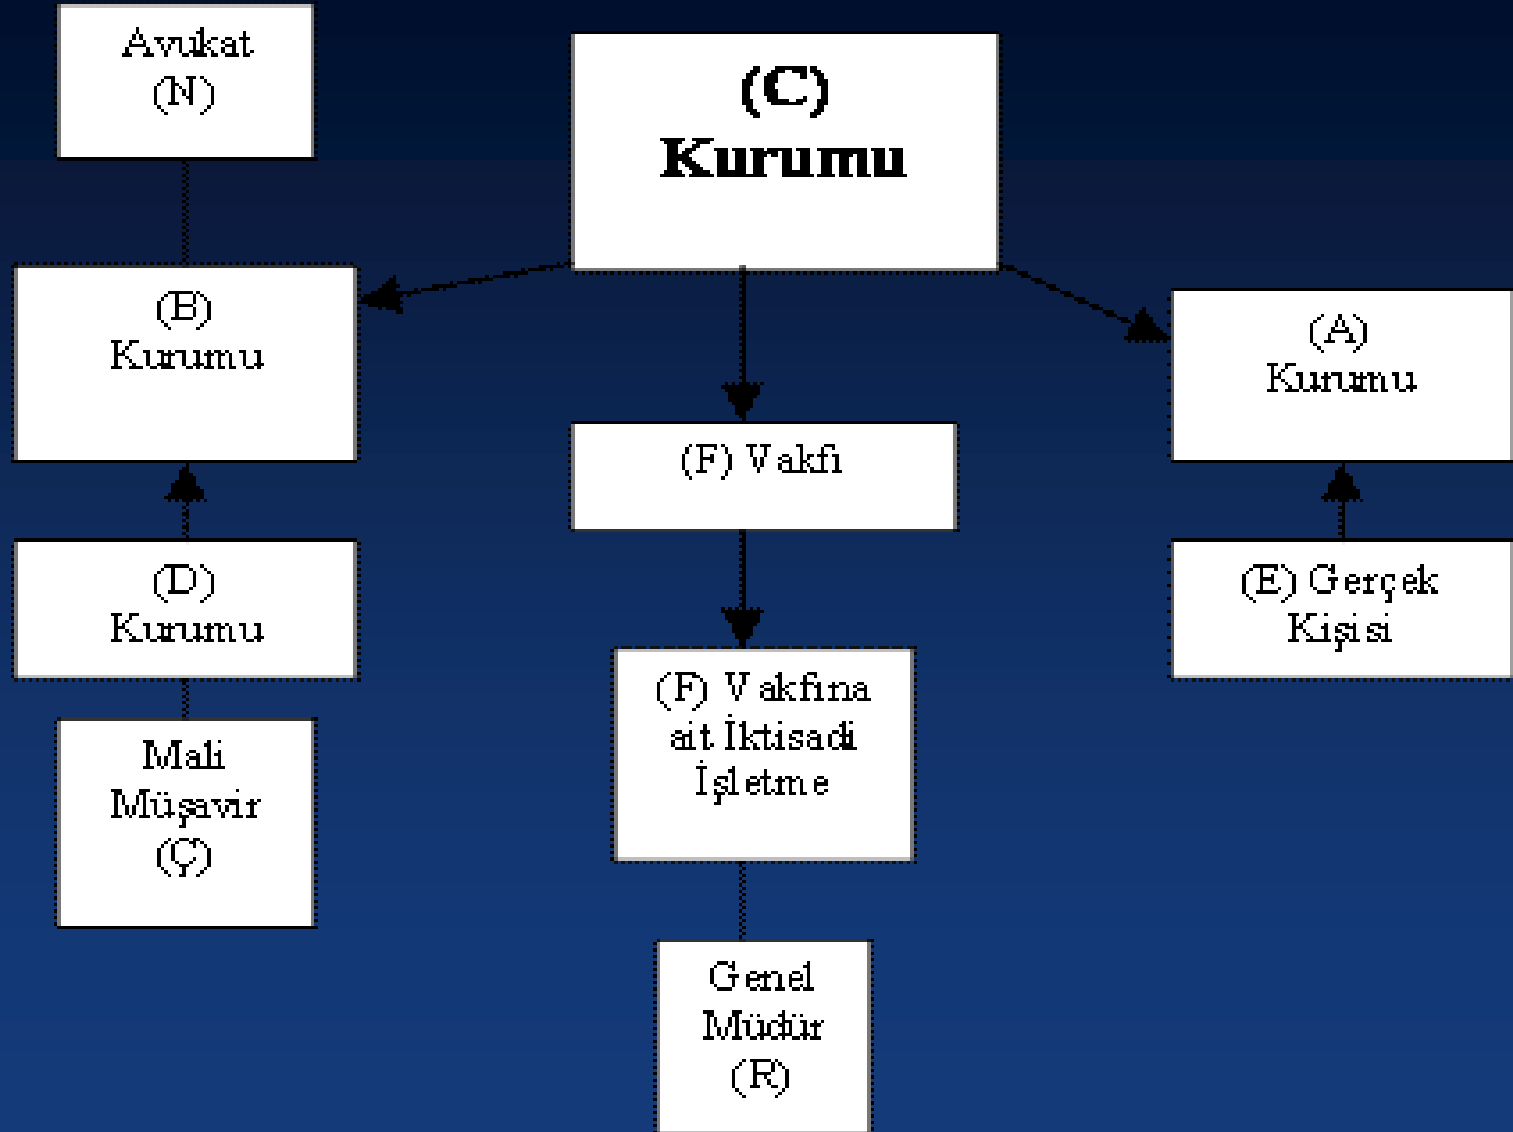 Avukat
(N)
(C)
Kurumu
(B)
Kurumu
(F) Vakfı
(A)
Kurumu
(D)
Kurumu
(F) Vakfına
ait İktisadi
İşletme
(E) Gerçek
Kişisi
Mali
Müşavir
(Ç)
Genel
Müdür
(R)